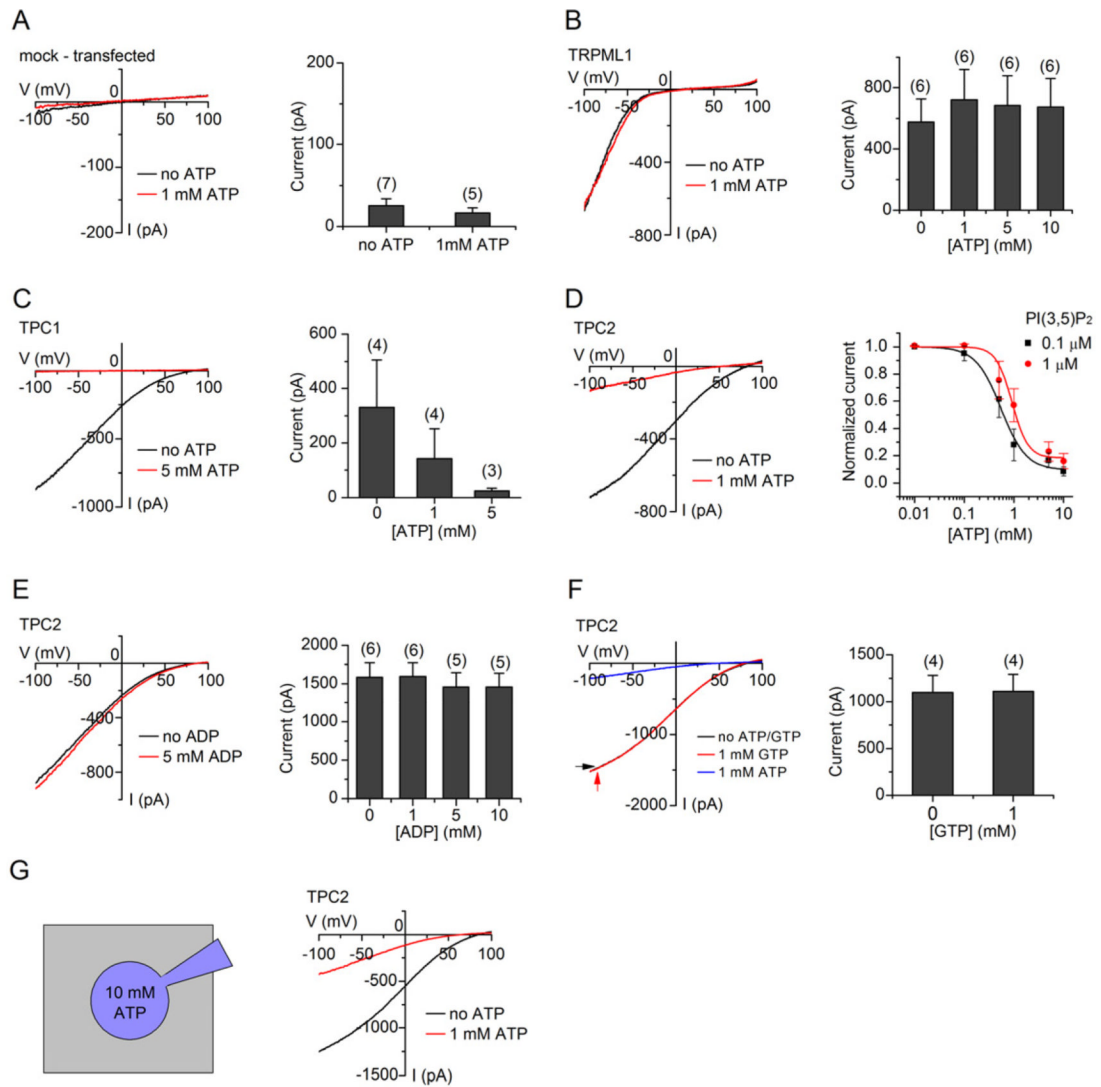 A
mock - transfected
V (mV)
0
-100
-50
50
100
-100
-200
no ATP
1 mM ATP
I (pA)
Current (pA)
200
100
0
(7)
(5)
no ATP
1mM ATP
B
TRPML1
V (mV)
0
-100
-50
50
100
-400
-800
no ATP
1 mM ATP
I (pA)
Current (pA)
900
600
300
0
(6)
(6)
(6)
(6)
0
1
5
10
[ATP] (mM)
C
TPC1
V (mV)
0
-100
-50
50
100
-500
-1000
no ATP
5 mM ATP
I (pA)
Current (pA)
600
400
200
0
(4)
(4)
(3)
0
1
5
[ATP] (mM)
D
TPC2
V (mV)
0
-100
-50
50
100
-400
-800
no ATP
1 mM ATP
I (pA)
PI(3,5)P2
0.1 μM
1 μM
Normalized current
1.0
0.8
0.6
0.4
0.2
0.0
0.01
0.1
1
10
[ATP] (mM)
E
TPC2
V (mV)
0
-100
-50
50
100
-400
-800
no ADP
5 mM ADP
I (pA)
Current (pA)
2000
1500
1000
500
0
(6)
(6)
(5)
(5)
0
1
5
10
[ADP] (mM)
F
TPC2
V (mV)
0
-100
-50
50
100
-1000
-2000
no ATP/GTP
1 mM GTP
1 mM ATP
I (pA)
Current (pA)
1500
1000
500
0
(4)
(4)
0
1
[GTP] (mM)
G
10 mM
ATP
TPC2
V (mV)
0
-100
-50
50
100
-500
-1000
-1500
no ATP
1 mM ATP
I (pA)